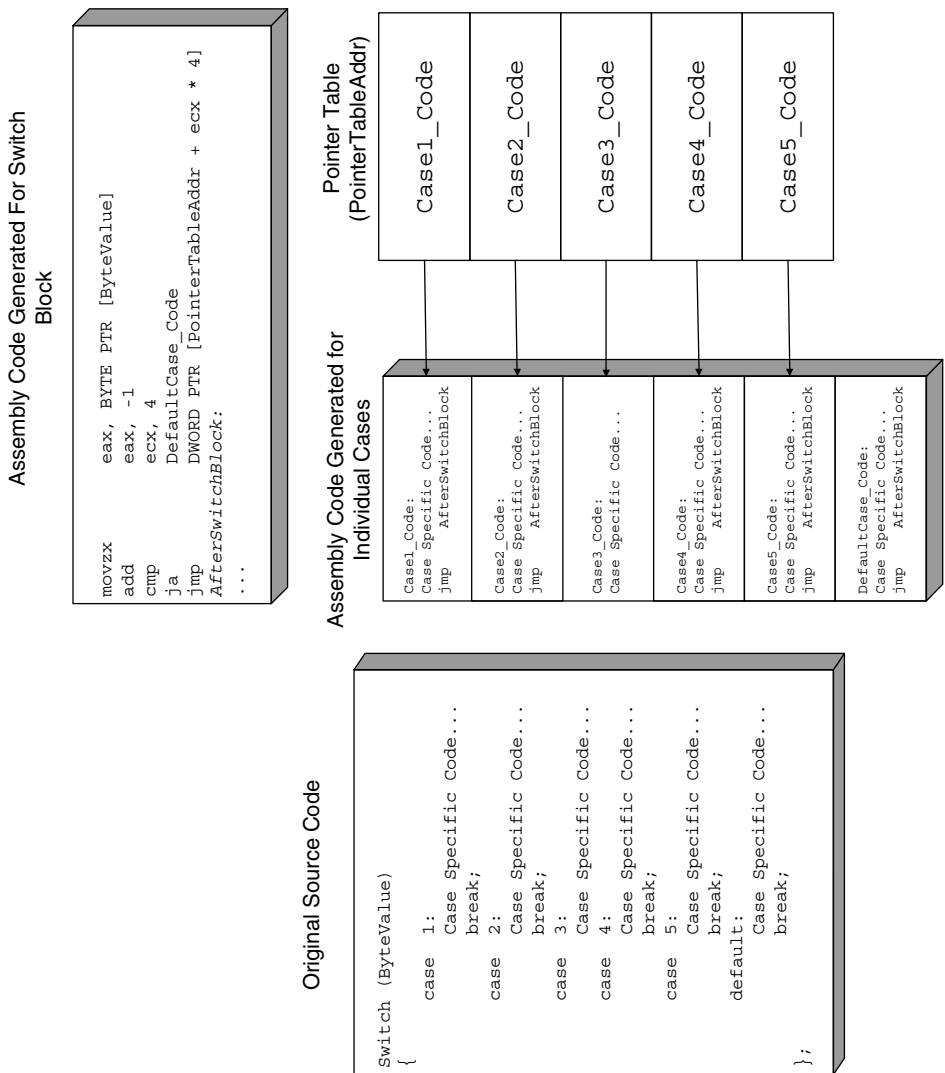 Assembly Code Generated For Switch
Block
movzx eax, BYTE PTR [ByteValue]
add eax, -1
cmp ecx, 4
ja DefaultCase_Code
jmp DWORD PTR [PointerTableAddr + ecx * 4]
AfterSwitchBlock:
...
Original Source Code
Switch (ByteValue)
{
case 1:
Case Specific Code...
break;
case 2:
Case Specific Code...
break;
case 3:
Case Specific Code...
case 4:
Case Specific Code...
break;
case 5:
Case Specific Code...
break;
default:
Case Specific Code...
break;
};
Assembly Code Generated for
Individual Cases
Case1_Code:
Case Specific Code...
jmp AfterSwitchBlock
Case2_Code:
Case Specific Code...
jmp AfterSwitchBlock
Case3_Code:
Case Specific Code...
Case4_Code:
Case Specific Code...
jmp AfterSwitchBlock
Case5_Code:
Case Specific Code...
jmp AfterSwitchBlock
DefaultCase_Code:
Case Specific Code...
jmp AfterSwitchBlock
Pointer Table
(PointerTableAddr)
Case1_Code
Case2_Code
Case3_Code
Case4_Code
Case5_Code